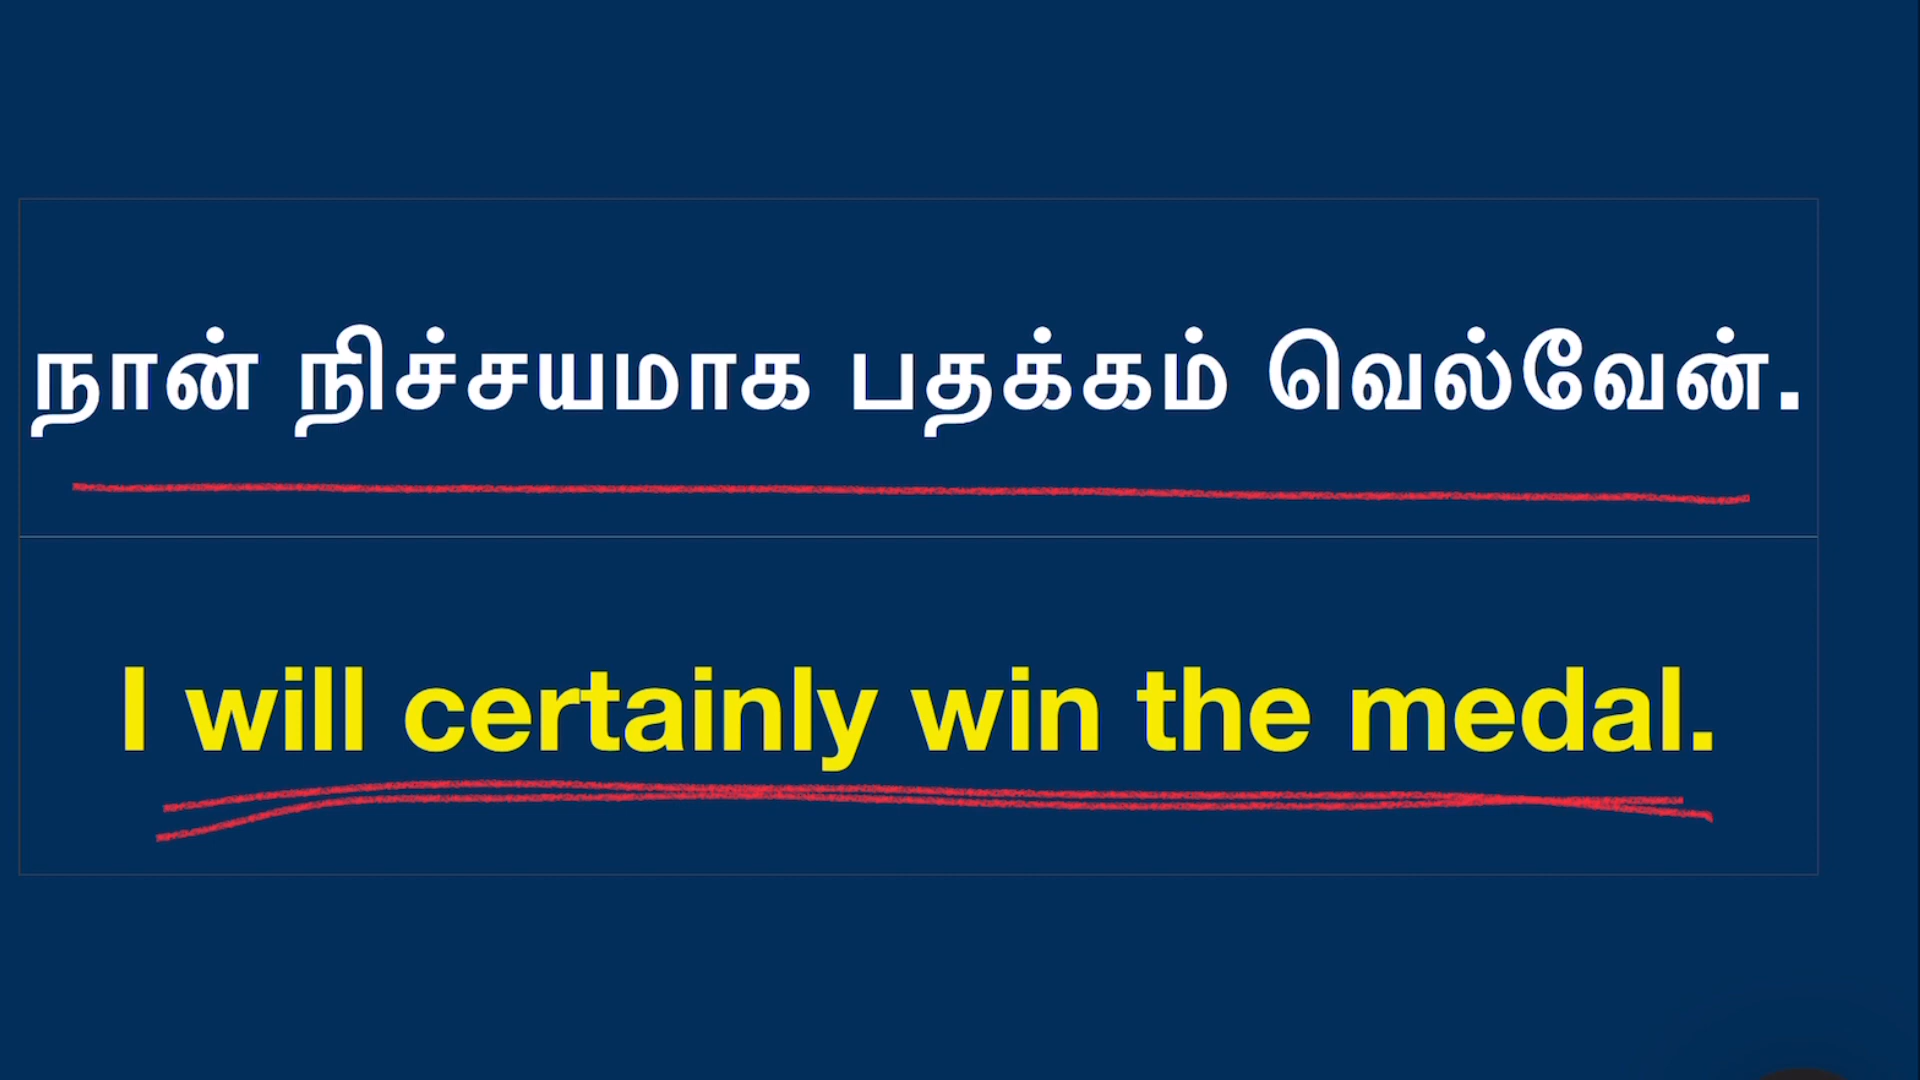 நான் நிச்சயமாக பதக்கம் வெல்வேன்.
I will certainly win the medal.